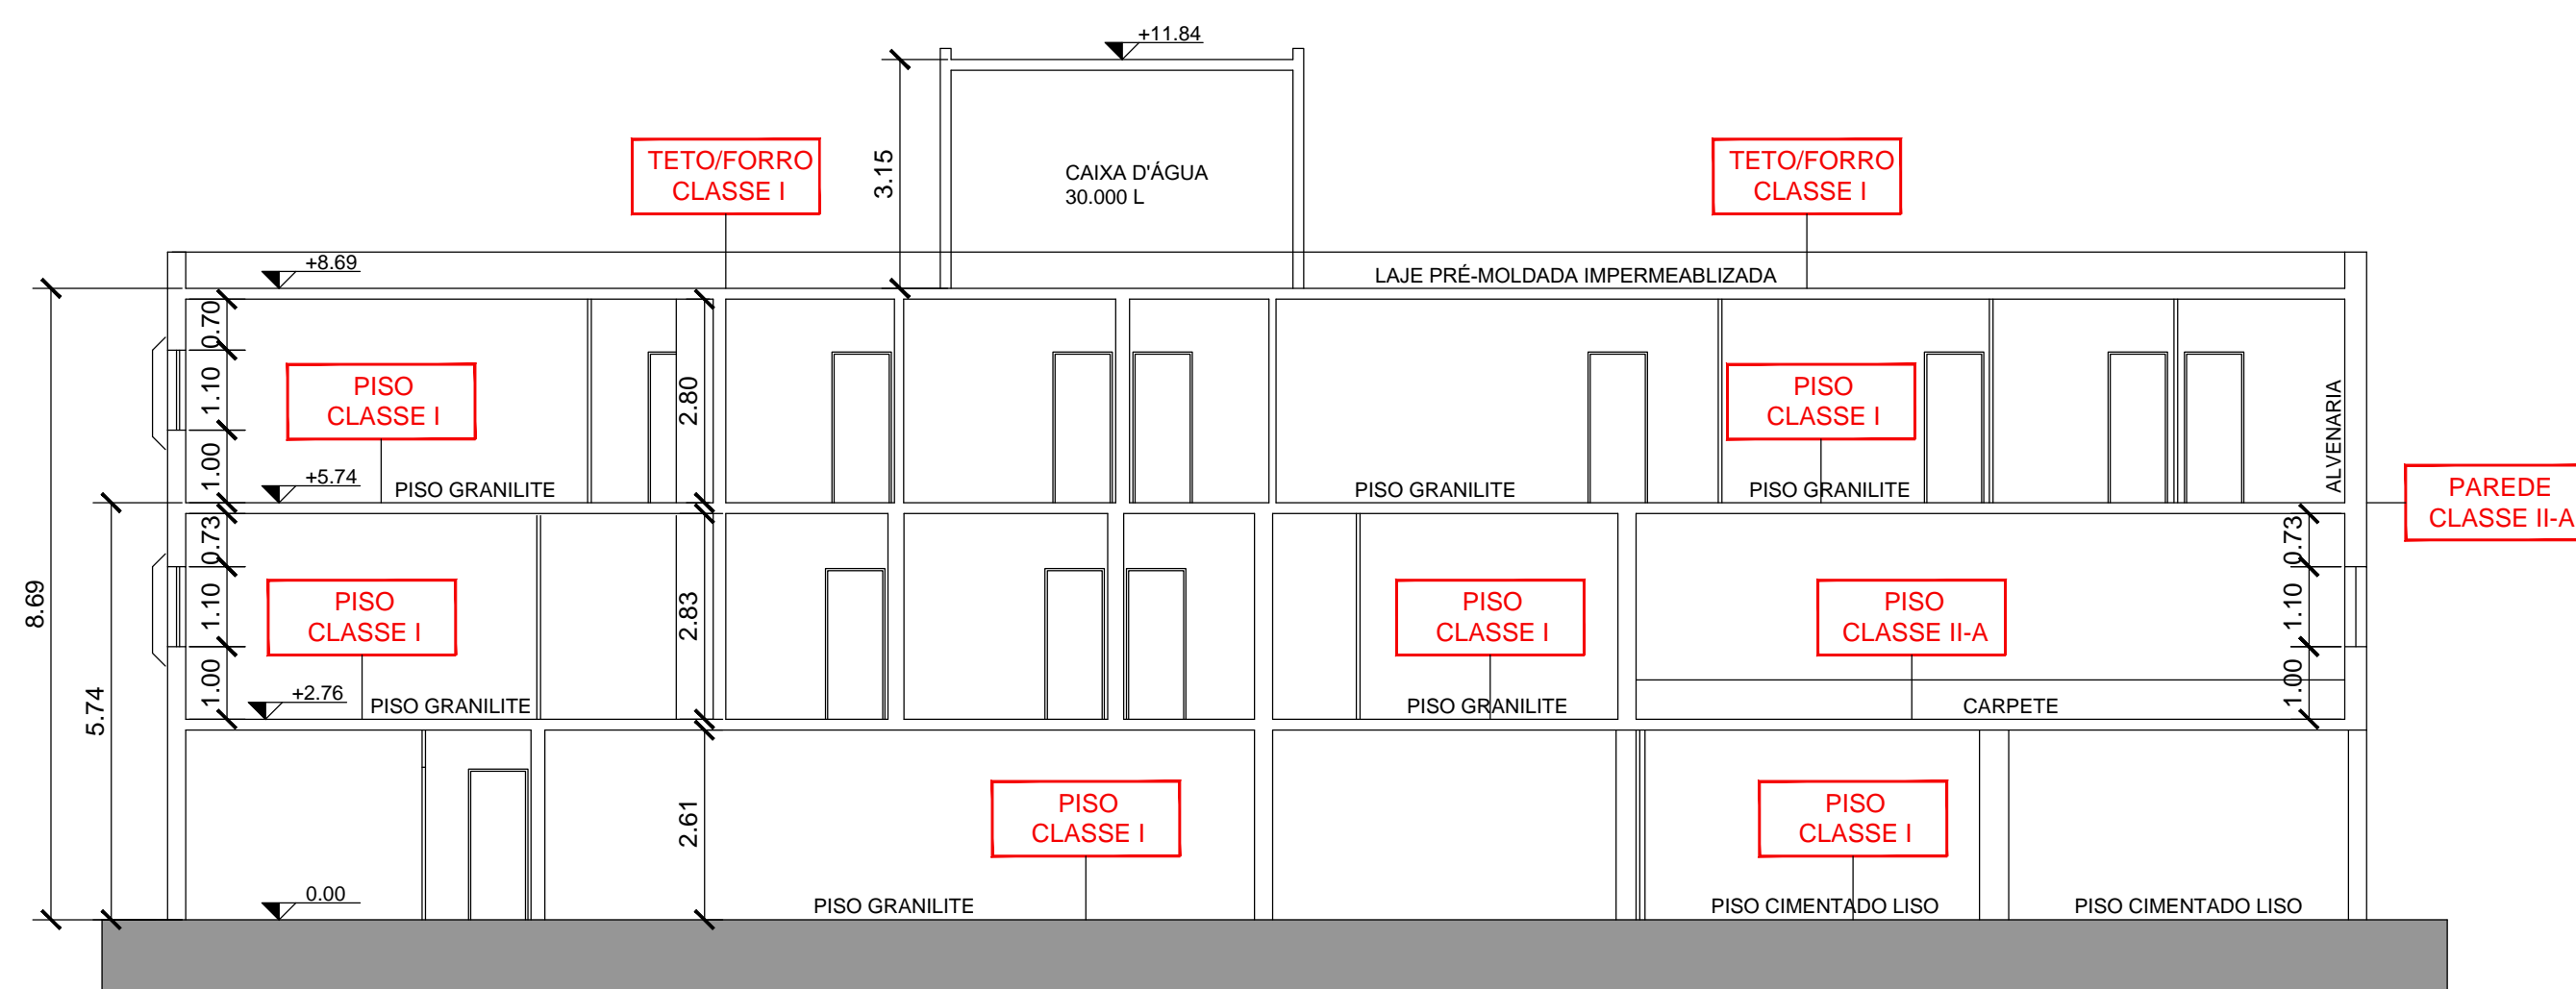 +11.84
3.15
CAIXA D'ÁGUA
30.000 L
TETO/FORRO
CLASSE I
TETO/FORRO
CLASSE I
+8.69
LAJE PRÉ-MOLDADA IMPERMEABLIZADA
0.70
1.10
1.00
2.80
PISO
CLASSE I
PISO
CLASSE I
ALVENARIA
+5.74
PISO GRANILITE
PISO GRANILITE
PISO GRANILITE
PAREDE
CLASSE II-A
8.69
5.74
0.73
1.10
1.00
2.83
PISO
CLASSE I
PISO
CLASSE I
PISO
CLASSE II-A
0.73
1.10
1.00
+2.76
PISO GRANILITE
PISO GRANILITE
CARPETE
2.61
PISO
CLASSE I
PISO
CLASSE I
0.00
PISO GRANILITE
PISO CIMENTADO LISO
PISO CIMENTADO LISO